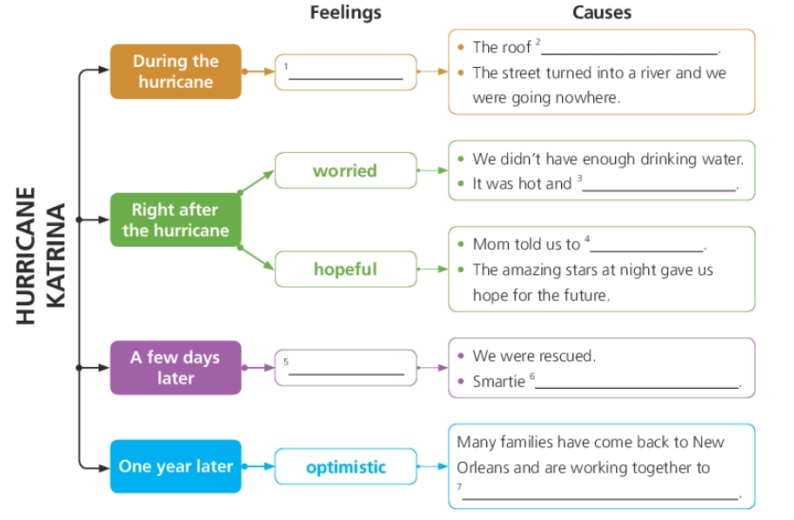 Feelings
Causes
HURRICANE
KATRINA
During the
hurricane
1
• The roof 2
.
• The street turned into a river and we
were going nowhere.
Right after
the hurricane
worried
• We didn't have enough drinking water.
• It was hot and 3
.
hopeful
• Mom told us to 4
.
• The amazing stars at night gave us
hope for the future.
A few days
later
5
• We were rescued.
• Smartie 6
.
One year later
optimistic
Many families have come back to New
Orleans and are working together to
7
.